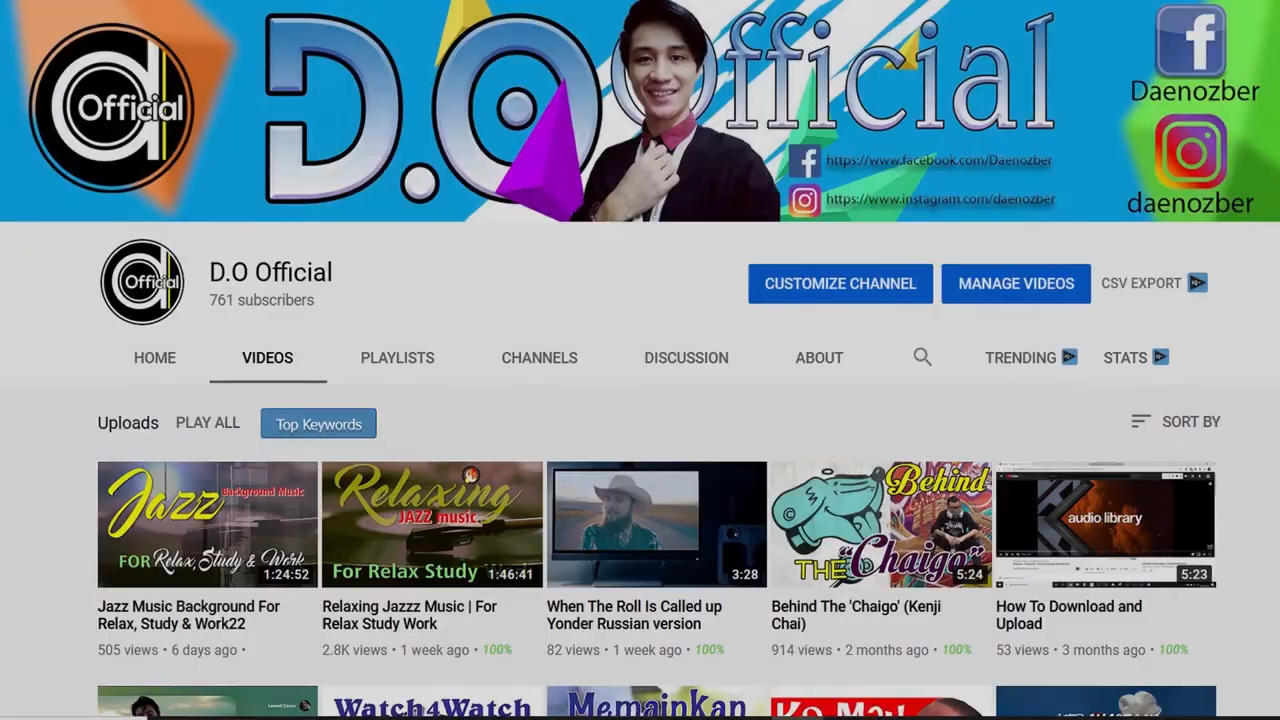 Official
D.O Official
Daenozber
https://www.facebook.com/Daenozber
https://www.instagram.com/daenozber
daenozber
Official
D.O Official
761 subscribers
CUSTOMIZE CHANNEL
MANAGE VIDEOS
CSV EXPORT
HOME
VIDEOS
PLAYLISTS
CHANNELS
DISCUSSION
ABOUT
TRENDING
STATS
Uploads
PLAY ALL
Top Keywords
SORT BY
Jazz
Background Music
FOR Relax, Study & Work
1:24:52
Relaxing
JAZZ music
For Relax Study
1:46:41
3:28
Behind
THE "Chaigo"
5:24
audio library
5:23
Jazz Music Background For
Relax, Study & Work22
505 views • 6 days ago •
Relaxing Jazzz Music | For
Relax Study Work
2.8K views • 1 week ago • 100%
When The Roll Is Called up
Yonder Russian version
82 views • 1 week ago • 100%
Behind The 'Chaigo' (Kenji
Chai)
914 views • 2 months ago • 100%
How To Download and
Upload
53 views • 3 months ago • 100%
Watch4Watch
Memainkan